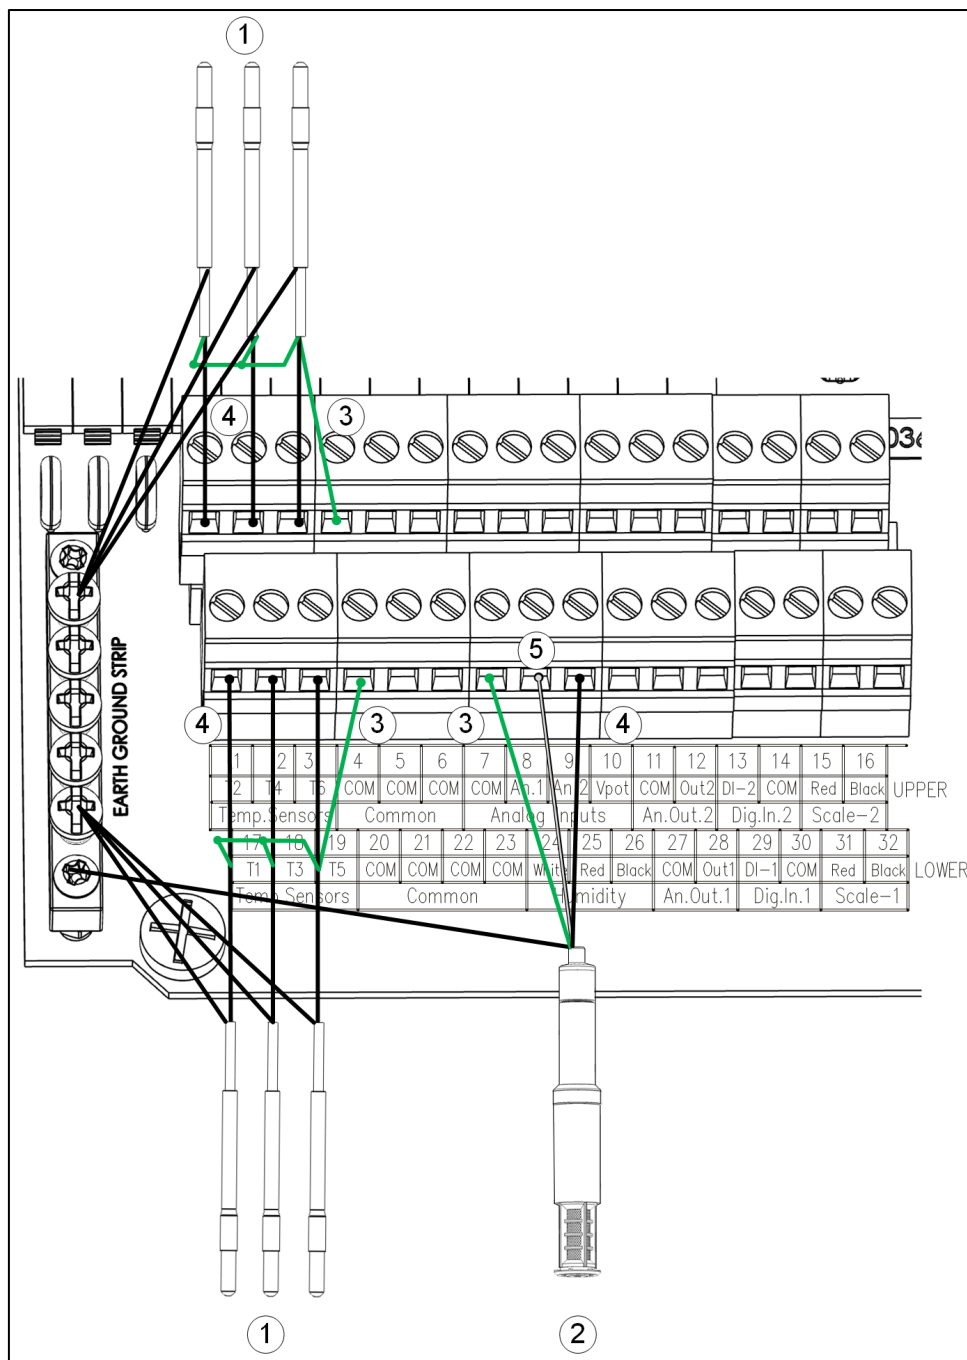 1
4
3
036
5
4
3
3
4
EARTH GROUND STRIP
1 2 3 4 5 6 7 8 9 10 11 12 13 14 15 16
T2 T4 T6 COM COM COM COM An.1 An.2 Vpot COM Out2 DI-2 COM Red Black UPPER
Temp.Sensors Common Analog Inputs An.Out.2 Dig.In.2 Scale-2
17 18 19 20 21 22 23 24 25 26 27 28 29 30 31 32
T1 T3 T5 COM COM COM COM White Red Black COM Out1 DI-1 COM Red Black LOWER
Temp.Sensors Common Humidity An.Out.1 Dig.In.1 Scale-1
1
2